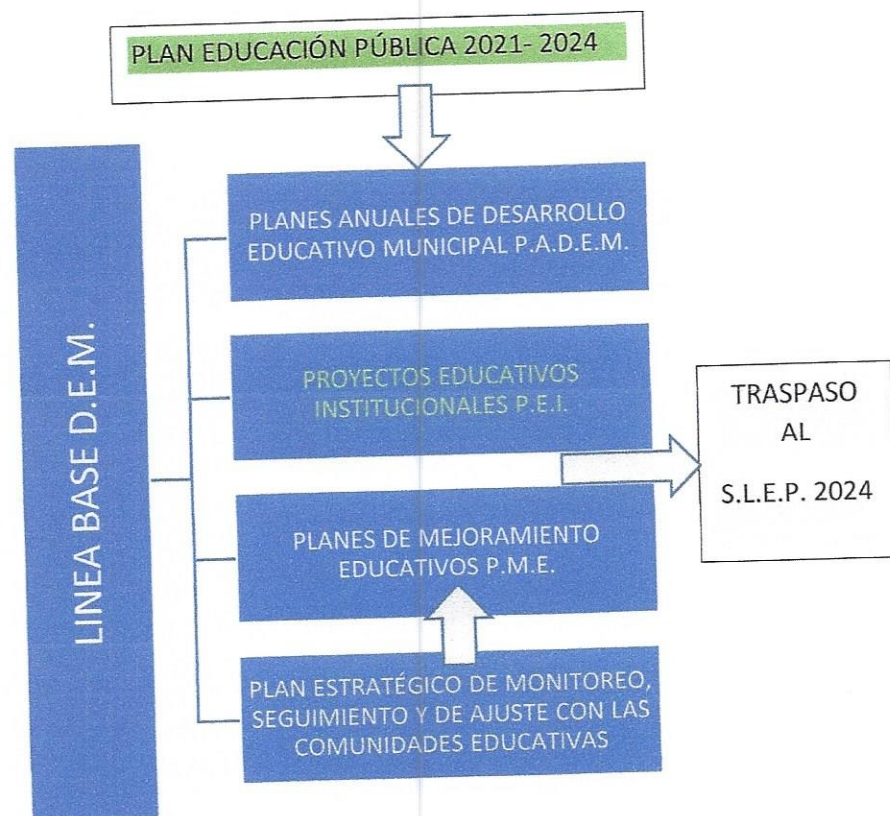 PLAN EDUCACIÓN PÚBLICA 2021- 2024
LINEA BASE D.E.M.
PLANES ANUALES DE DESARROLLO
EDUCATIVO MUNICIPAL P.A.D.E.M.
PROYECTOS EDUCATIVOS
INSTITUCIONALES P.E.I.
PLANES DE MEJORAMIENTO
EDUCATIVOS P.M.E.
PLAN ESTRATÉGICO DE MONITOREO,
SEGUIMIENTO Y DE AJUSTE CON LAS
COMUNIDADES EDUCATIVAS
TRASPASO
AL
S.L.E.P. 2024